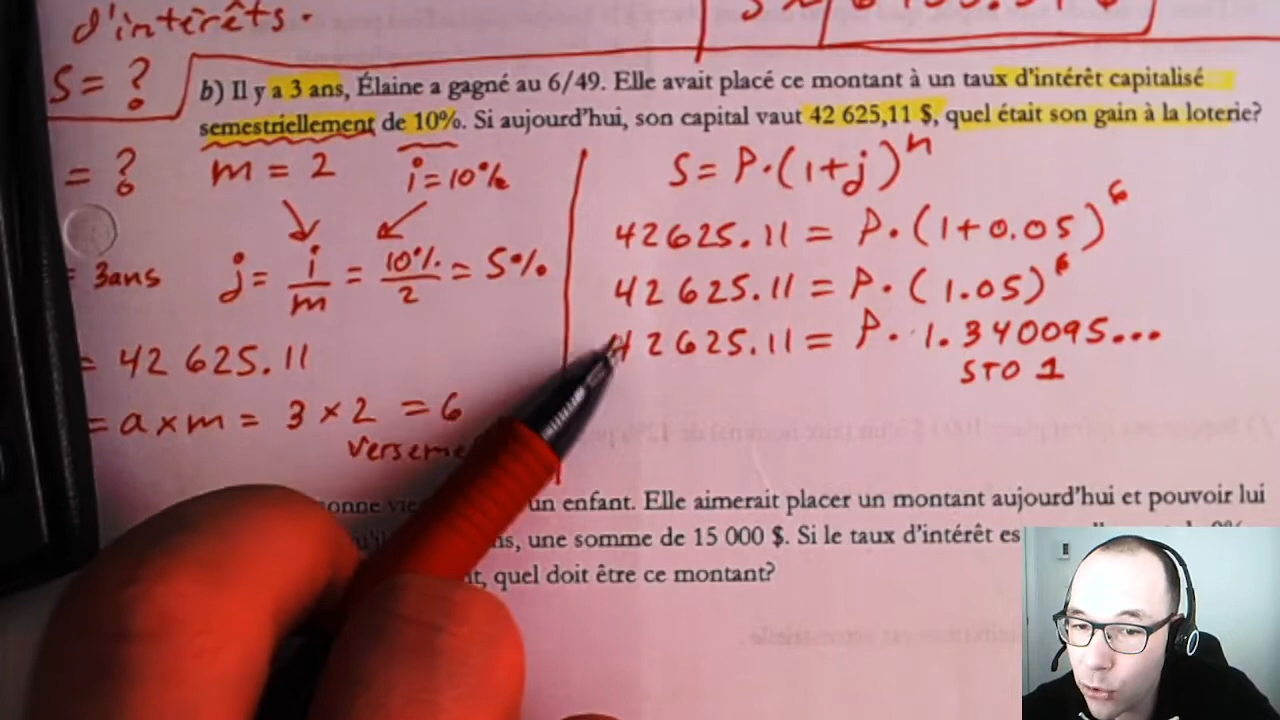 d'intérêts.
S = ?
b) Il y a 3 ans, Élaine a gagné au 6/49. Elle avait placé ce montant à un taux d'intérêt capitalisé
semestriellement de 10%. Si aujourd'hui, son capital vaut 42 625,11 $, quel était son gain à la loterie?
= ?
m = 2
i = 10%
= 3ans
j = i/m = 10%/2 = 5%
= 42 625.11
= a x m = 3 x 2 = 6
S = P·(1+j)^n
42625.11 = P·(1+0.05)^6
42 625.11 = P·(1.05)^6
42625.11 = P·1.340095...
STO 1
un enfant. Elle aimerait placer un montant aujourd'hui et pouvoir lui
une somme de 15 000 $. Si le taux d'intérêt
quel doit être ce montant?